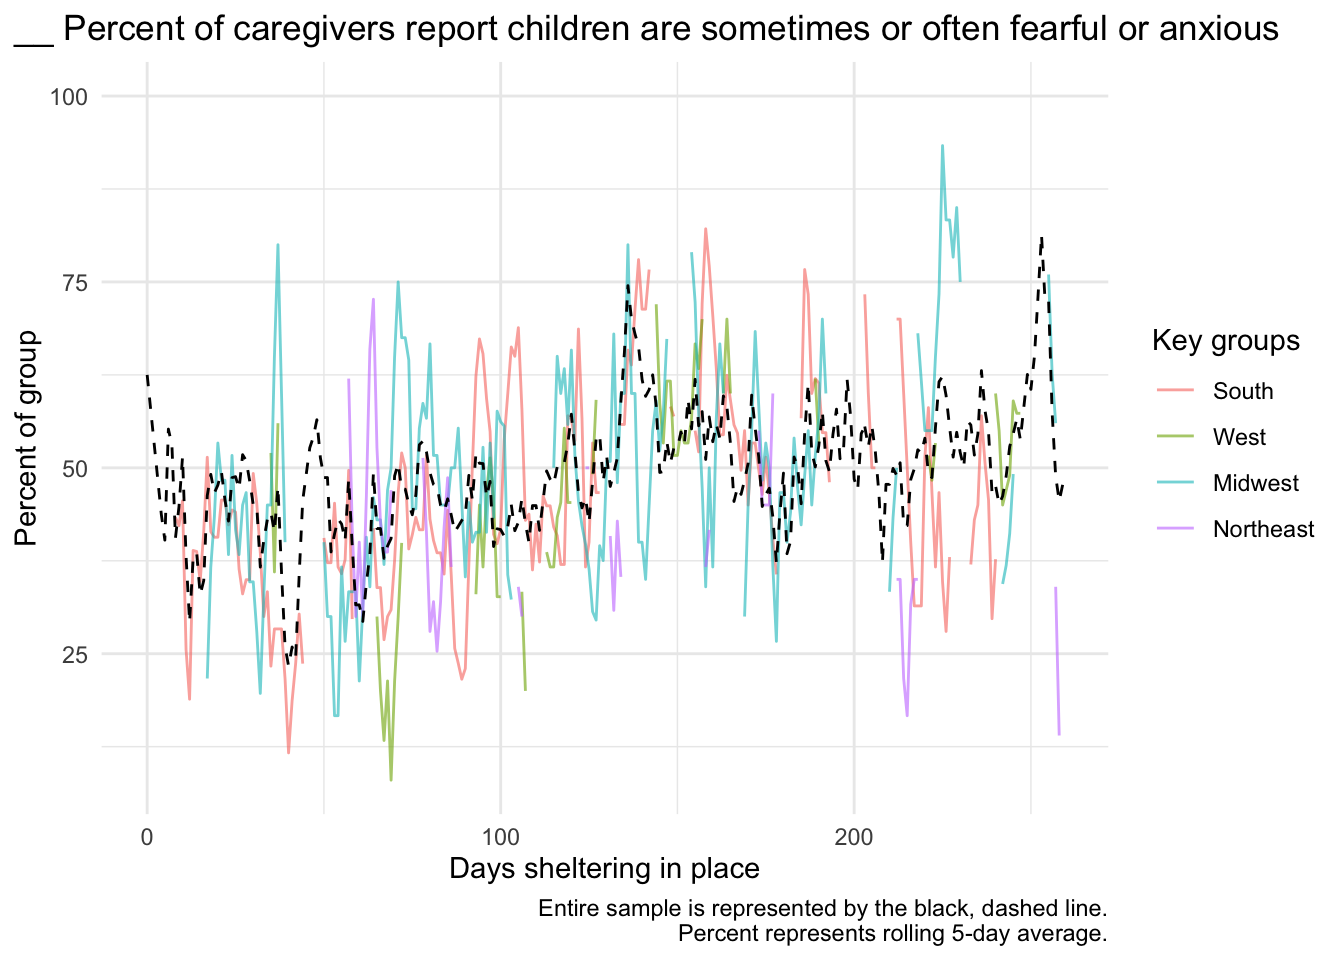 __ Percent of caregivers report children are sometimes or often fearful or anxious
100
75
50
25
Percent of group
0 100 200
Days sheltering in place
Key groups
South
West
Midwest
Northeast
Entire sample is represented by the black, dashed line.
Percent represents rolling 5-day average.